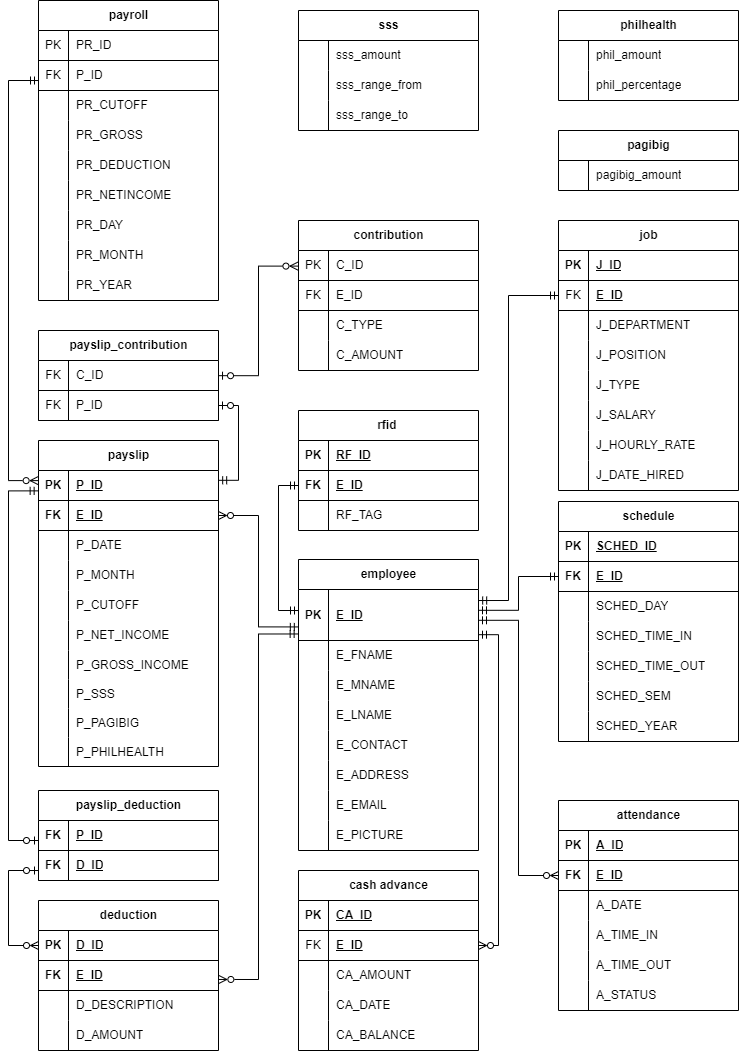 payroll
PK PR_ID
FK P_ID
PR_CUTOFF
PR_GROSS
PR_DEDUCTION
PR_NETINCOME
PR_DAY
PR_MONTH
PR_YEAR
payslip_contribution
FK C_ID
FK P_ID
payslip
PK P_ID
FK E_ID
P_DATE
P_MONTH
P_CUTOFF
P_NET_INCOME
P_GROSS_INCOME
P_SSS
P_PAGIBIG
P_PHILHEALTH
payslip_deduction
FK P_ID
FK D_ID
deduction
PK D_ID
FK E_ID
D_DESCRIPTION
D_AMOUNT
sss
sss_amount
sss_range_from
sss_range_to
contribution
PK C_ID
FK E_ID
C_TYPE
C_AMOUNT
rfid
PK RF_ID
FK E_ID
RF_TAG
employee
PK E_ID
E_FNAME
E_MNAME
E_LNAME
E_CONTACT
E_ADDRESS
E_EMAIL
E_PICTURE
cash advance
PK CA_ID
FK E_ID
CA_AMOUNT
CA_DATE
CA_BALANCE
philhealth
phil_amount
phil_percentage
pagibig
pagibig_amount
job
PK J_ID
FK E_ID
J_DEPARTMENT
J_POSITION
J_TYPE
J_SALARY
J_HOURLY_RATE
J_DATE_HIRED
schedule
PK SCHED_ID
FK E_ID
SCHED_DAY
SCHED_TIME_IN
SCHED_TIME_OUT
SCHED_SEM
SCHED_YEAR
attendance
PK A_ID
FK E_ID
A_DATE
A_TIME_IN
A_TIME_OUT
A_STATUS